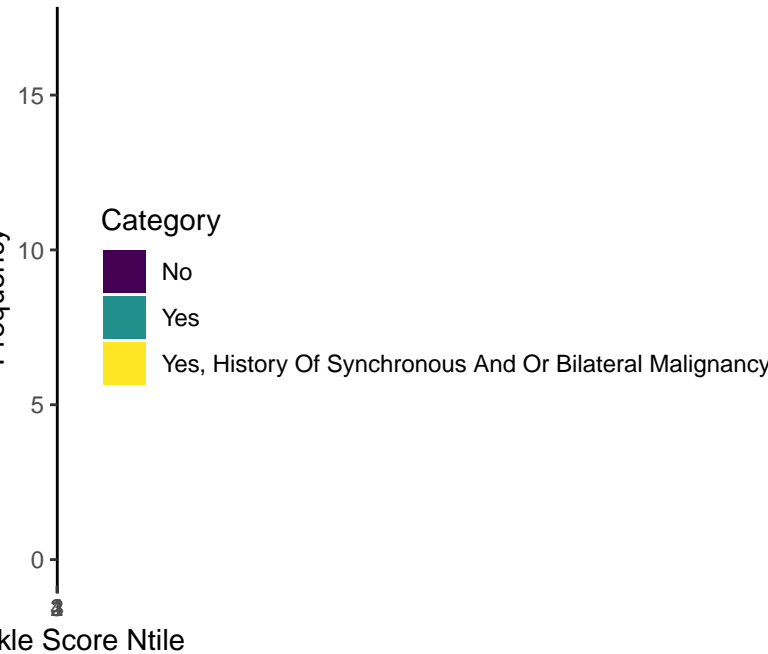 15
Category
10
No
Yes
Yes, History Of Synchronous And Or Bilateral Malignancy
5
0
kle Score Ntile